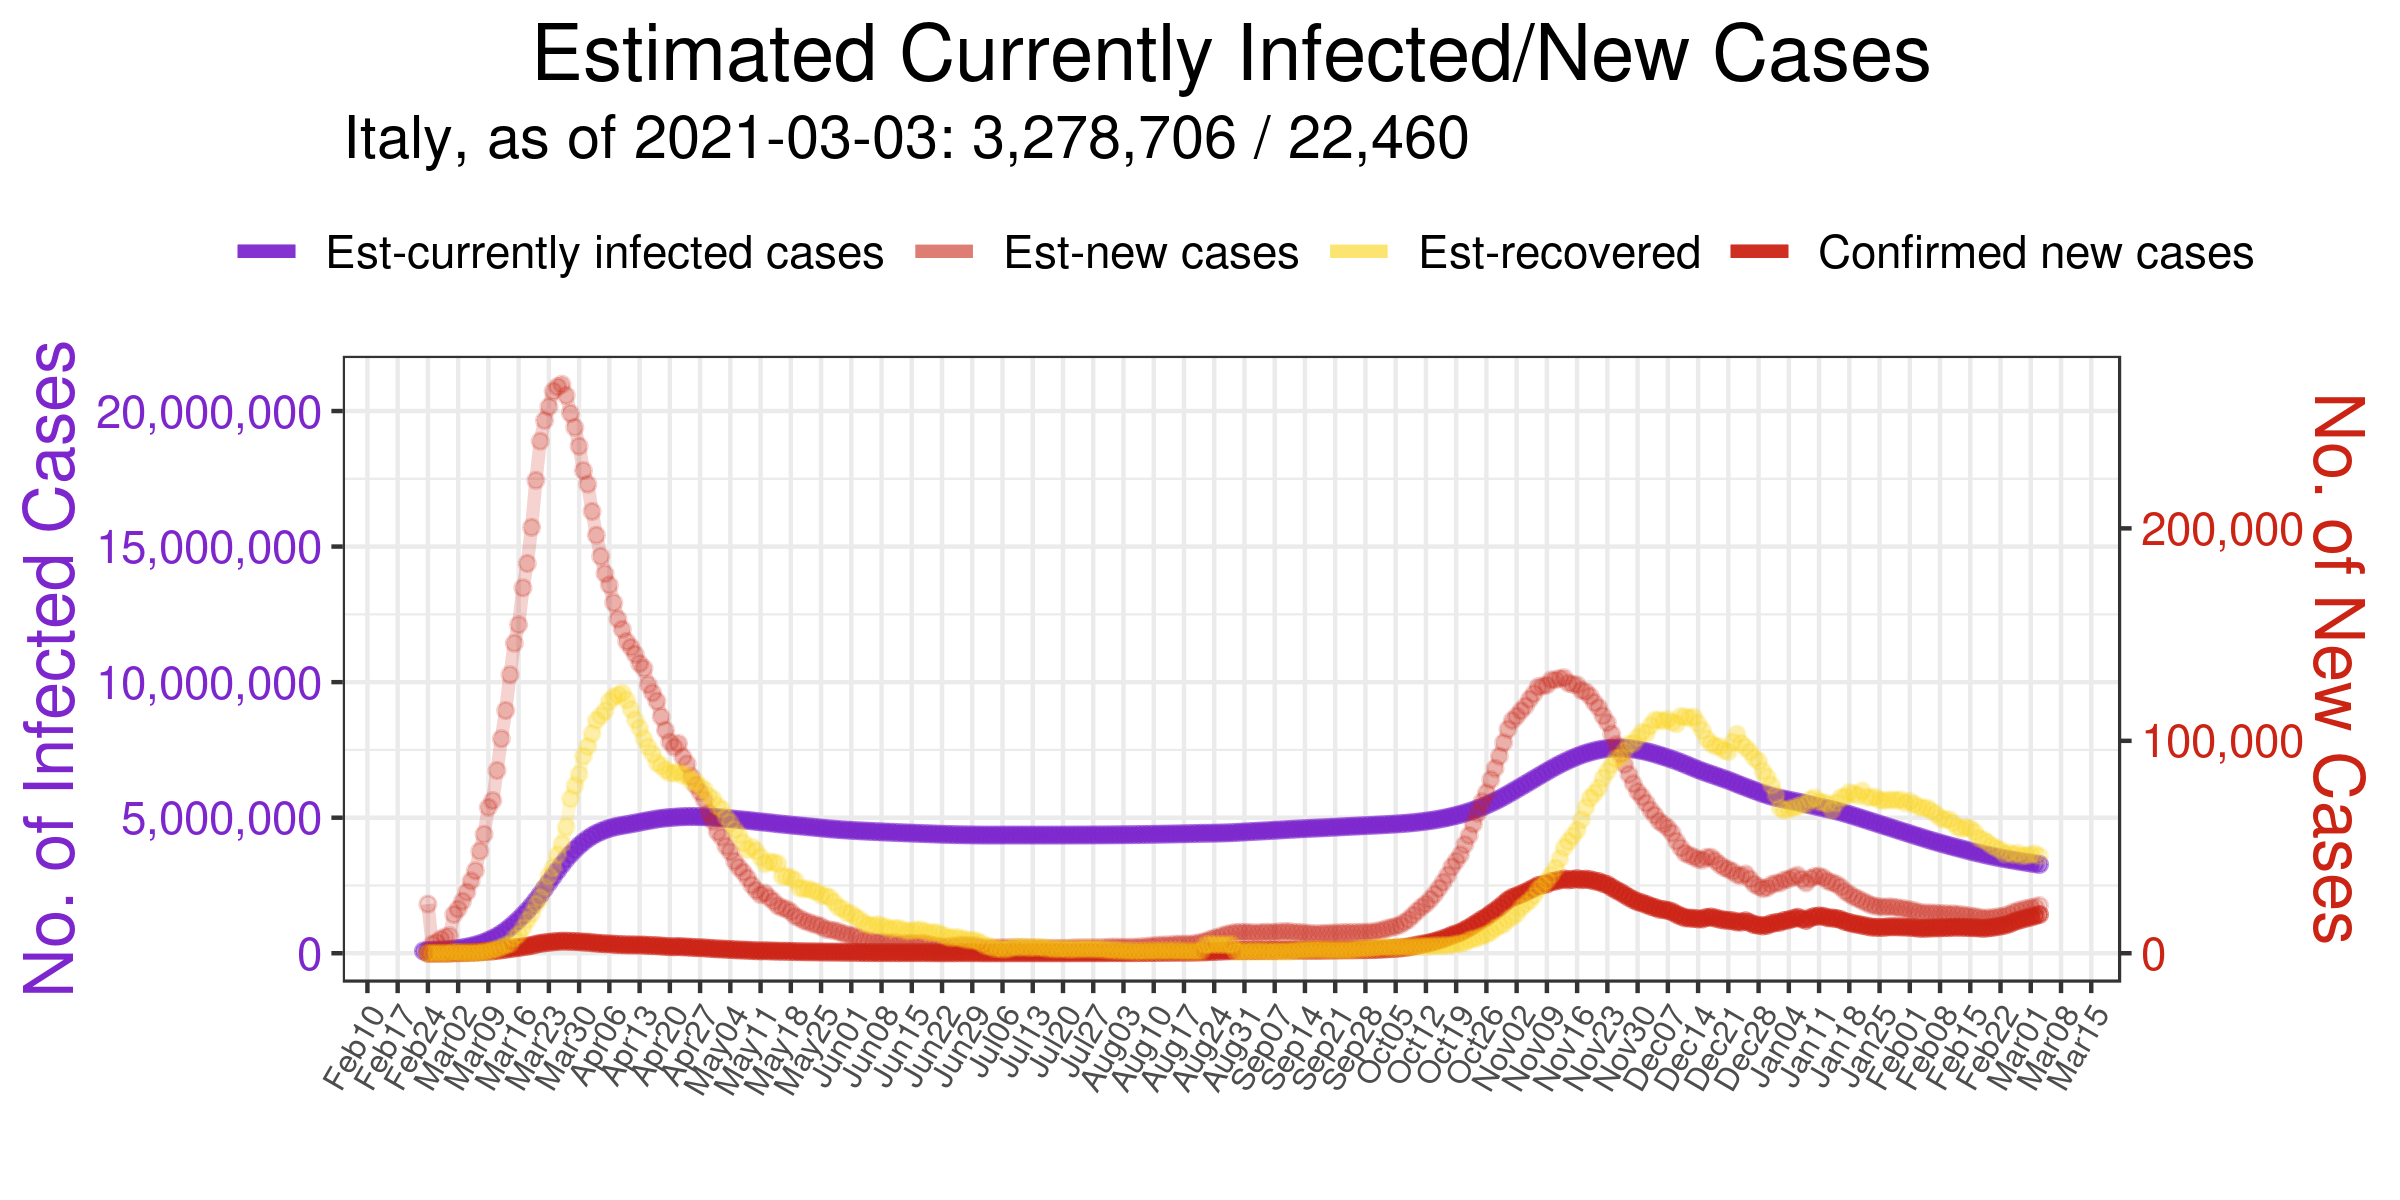 Estimated Currently Infected/New Cases
Italy, as of 2021-03-03: 3,278,706 / 22,460
Est-currently infected cases Est-new cases Est-recovered Confirmed new cases
No. of Infected Cases
20,000,000
15,000,000
10,000,000
5,000,000
0
200,000
100,000
0
No. of New Cases
Feb10 Feb17 Feb24 Mar02 Mar09 Mar16 Mar23 Mar30 Apr06 Apr13 Apr20 Apr27 May04 May11 May18 May25 Jun01 Jun08 Jun15 Jun22 Jun29 Jul06 Jul13 Jul20 Jul27 Aug03 Aug10 Aug17 Aug24 Aug31 Sep07 Sep14 Sep21 Sep28 Oct05 Oct12 Oct19 Oct26 Nov02 Nov09 Nov16 Nov23 Nov30 Dec07 Dec14 Dec21 Dec28 Jan04 Jan11 Jan18 Jan25 Feb01 Feb08 Feb15 Feb22 Mar01 Mar08 Mar15